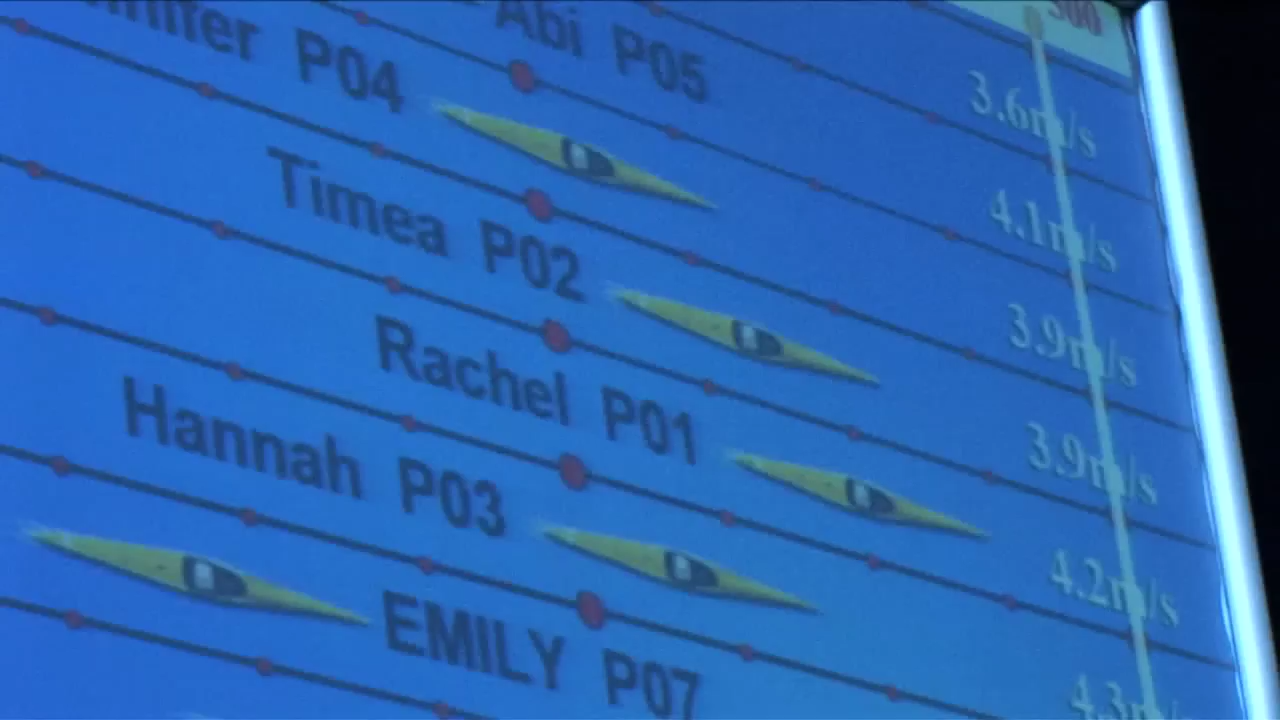 300
Abi P05
3.6m/s
P04
4.1m/s
Timea P02
3.9m/s
Rachel P01
3.9m/s
Hannah P03
4.2m/s
EMILY P07